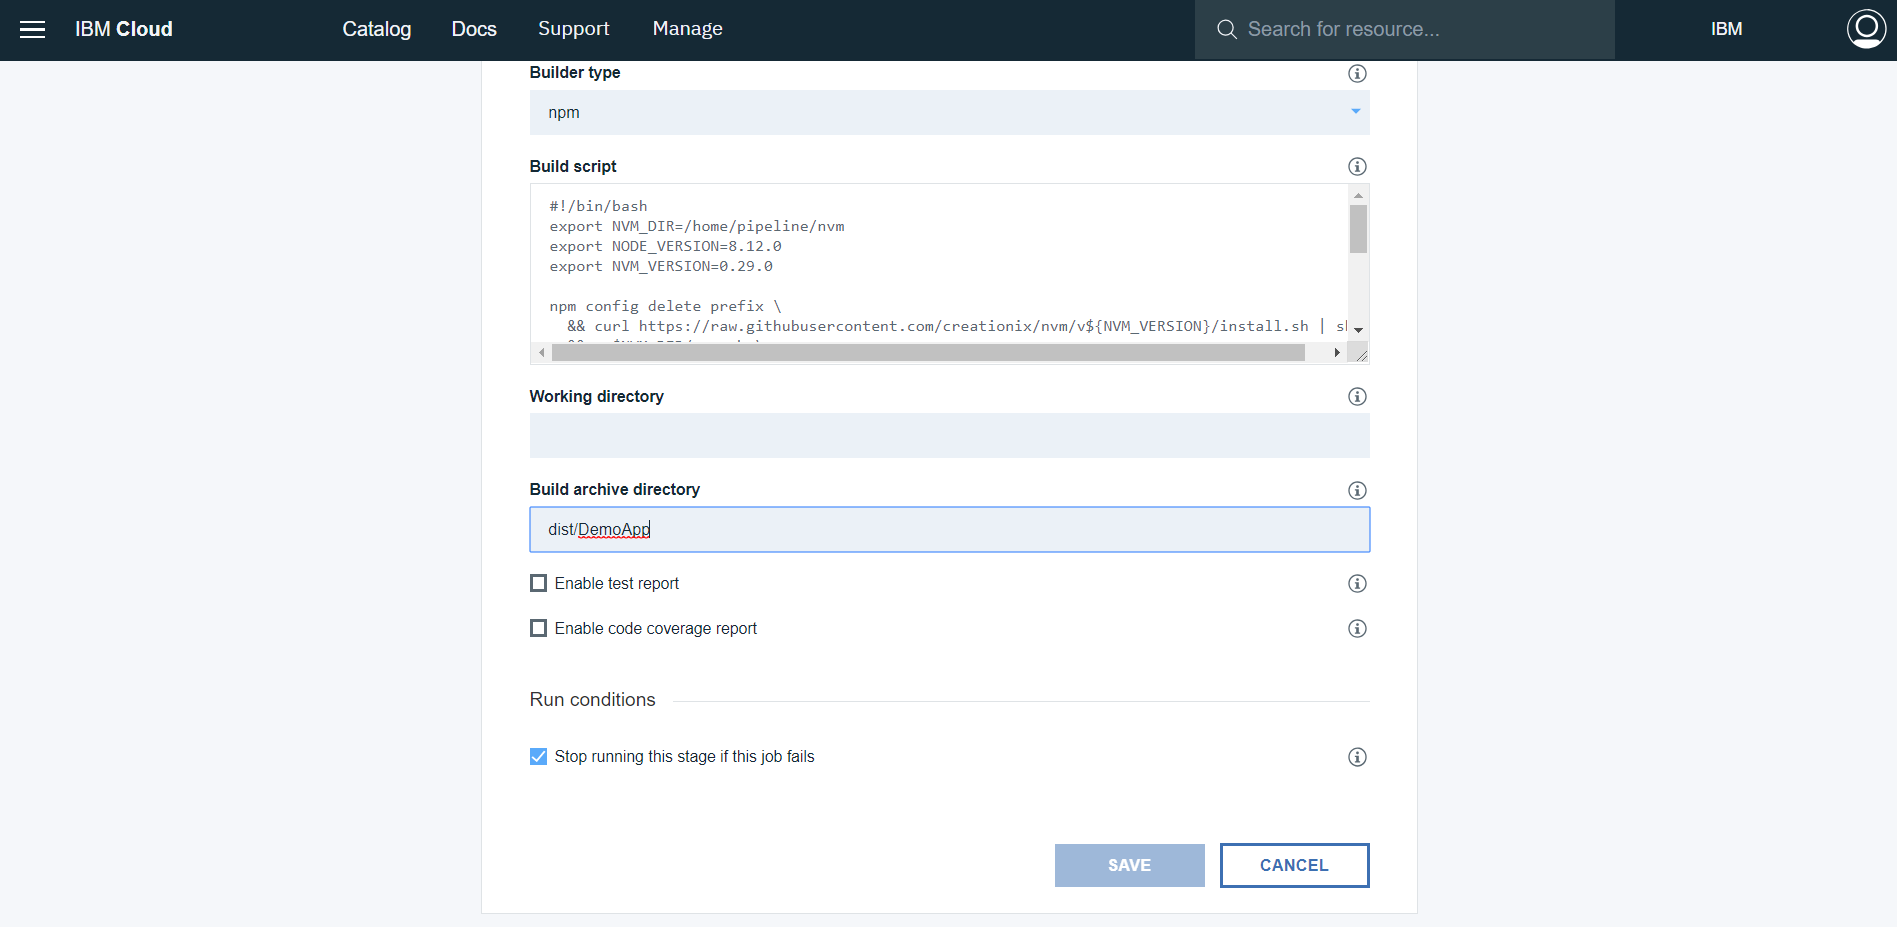 IBM Cloud Catalog Docs Support Manage Search for resource... IBM
Builder type
npm
Build script
#!/bin/bash
export NVM_DIR=/home/pipeline/nvm
export NODE_VERSION=8.12.0
export NVM_VERSION=0.29.0
npm config delete prefix \
&& curl https://raw.githubusercontent.com/creationix/nvm/v${NVM_VERSION}/install.sh | s
Working directory
Build archive directory
dist/DemoApp
Enable test report
Enable code coverage report
Run conditions
Stop running this stage if this job fails
SAVE CANCEL